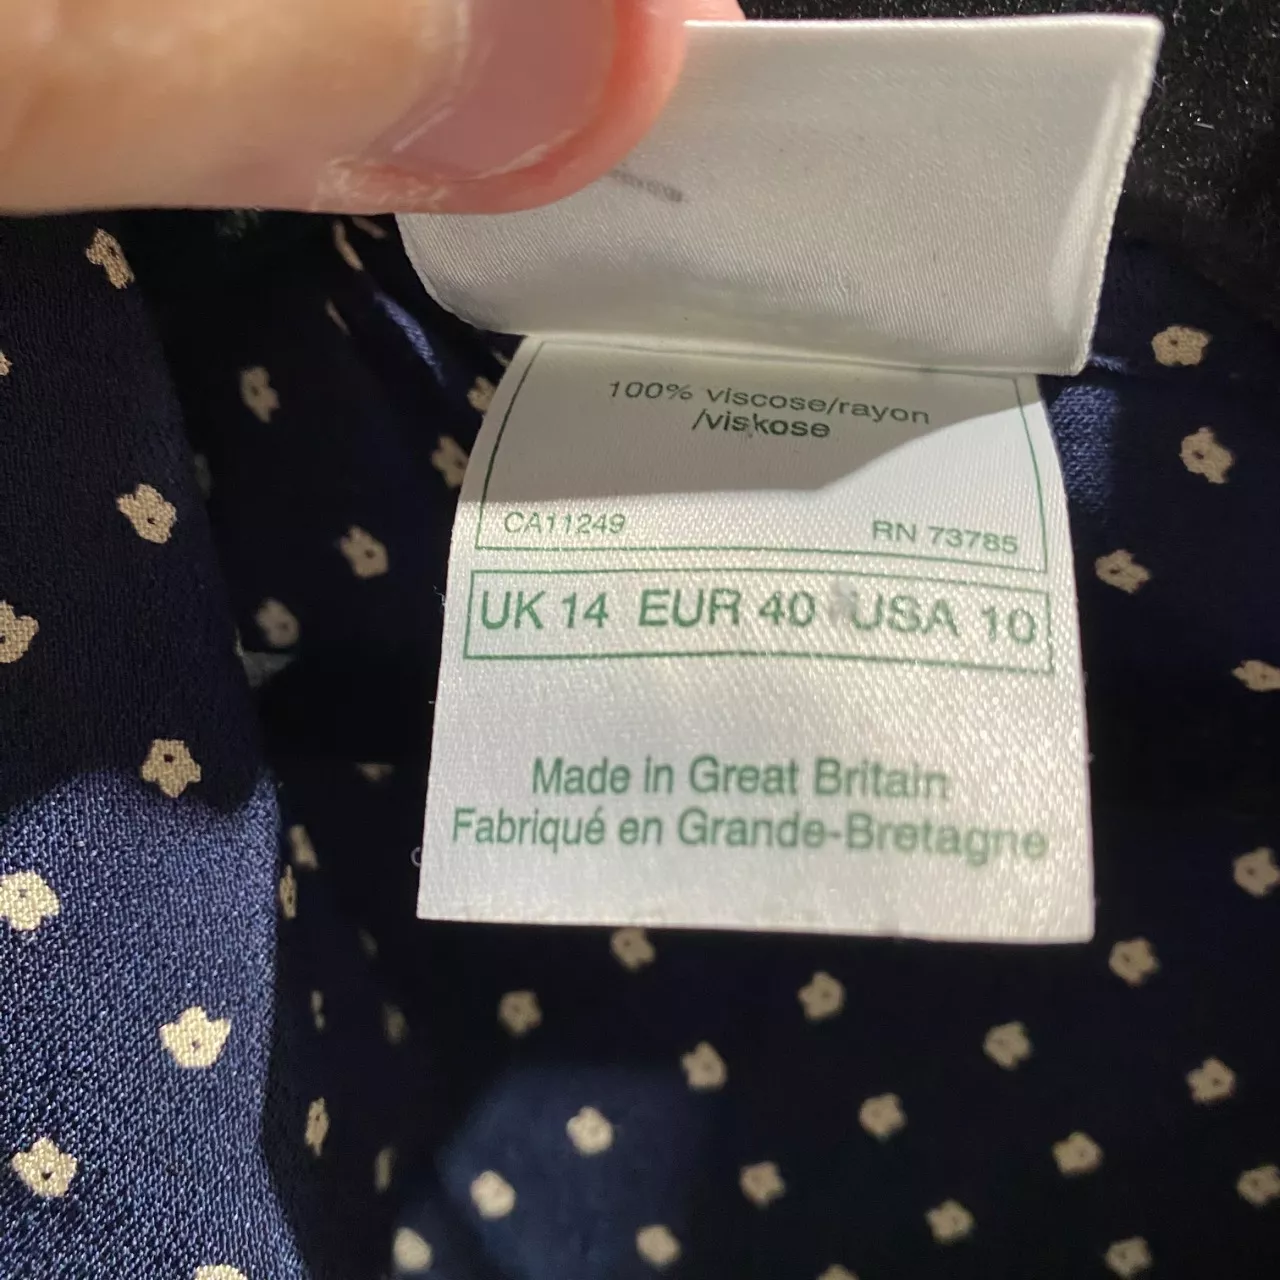 100% viscose/rayon
/viskose
CA11249 RN 73785
UK 14 EUR 40 USA 10
Made in Great Britain
Fabriqué en Grande-Bretagne